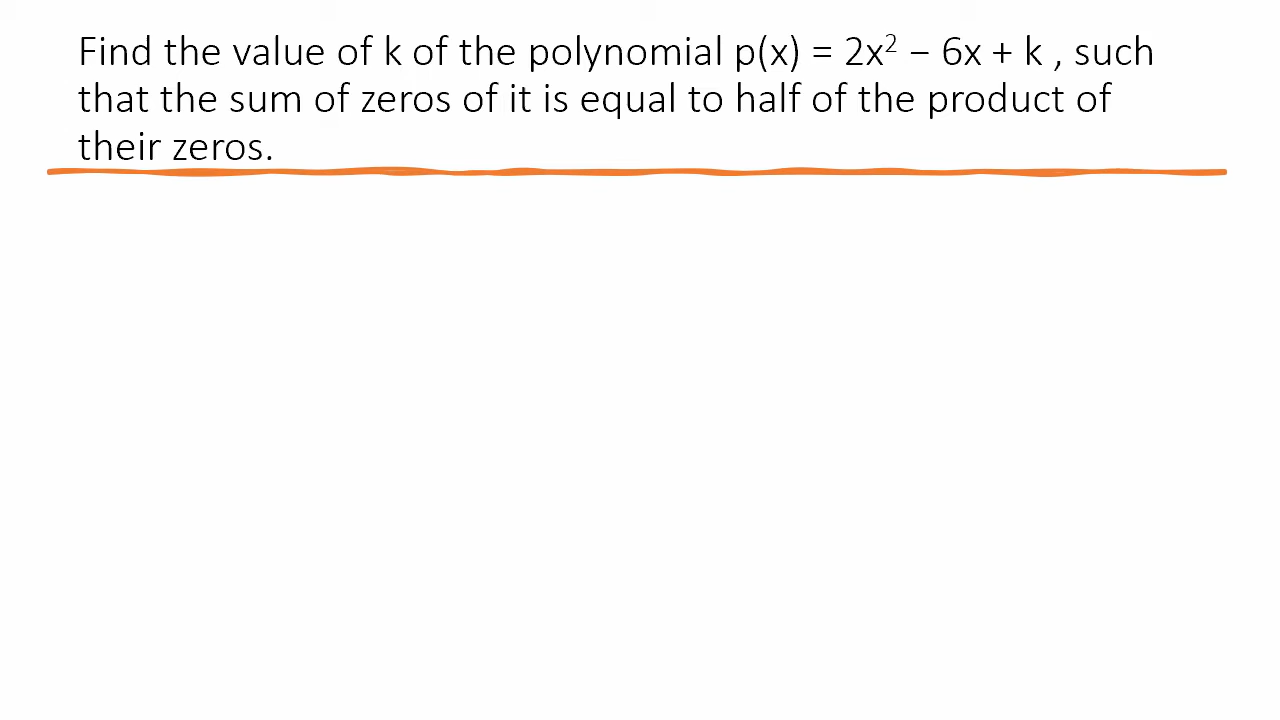 Find the value of k of the polynomial p(x) = 2x² − 6x + k , such
that the sum of zeros of it is equal to half of the product of
their zeros.